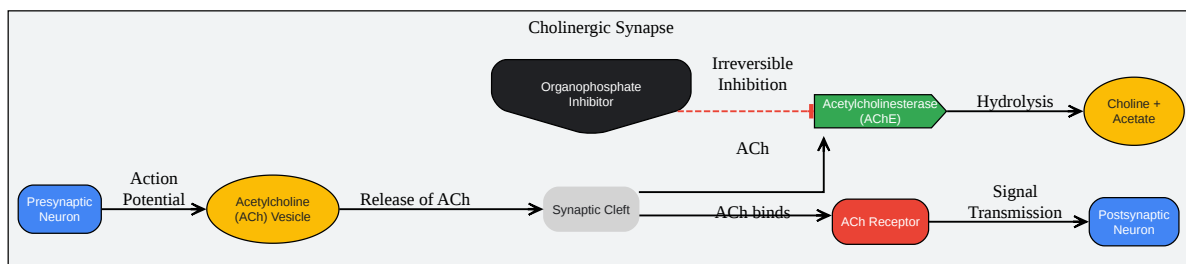 Cholinergic Synapse
Organophosphate
Inhibitor
Irreversible
Inhibition
Acetylcholinesterase
(AChE)
Hydrolysis
Choline +
Acetate
ACh
Presynaptic
Neuron
Action
Potential
Acetylcholine
(ACh) Vesicle
Release of ACh
Synaptic Cleft
ACh binds
ACh Receptor
Signal
Transmission
Postsynaptic
Neuron